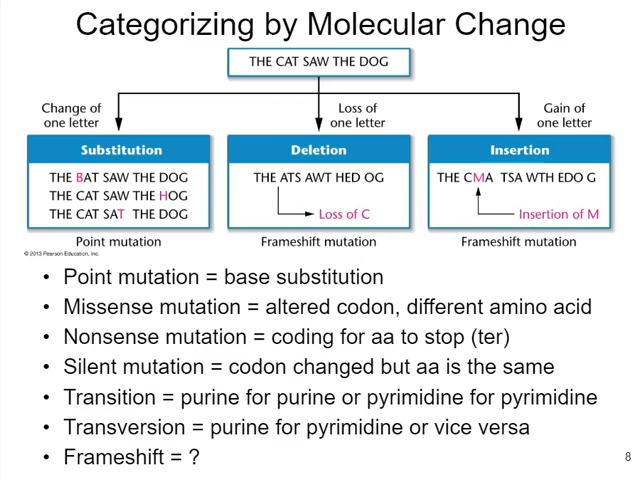 Categorizing by Molecular Change
THE CAT SAW THE DOG
Change of
one letter
Loss of
one letter
Gain of
one letter
Substitution
THE BAT SAW THE DOG
THE CAT SAW THE HOG
THE CAT SAT THE DOG
Point mutation
Deletion
THE ATS AWT HED OG
Loss of C
Frameshift mutation
Insertion
THE CMA TSA WTH EDO G
Insertion of M
Frameshift mutation
© 2013 Pearson Education, Inc.
• Point mutation = base substitution
• Missense mutation = altered codon, different amino acid
• Nonsense mutation = coding for aa to stop (ter)
• Silent mutation = codon changed but aa is the same
• Transition = purine for purine or pyrimidine for pyrimidine
• Transversion = purine for pyrimidine or vice versa
• Frameshift = ?
8